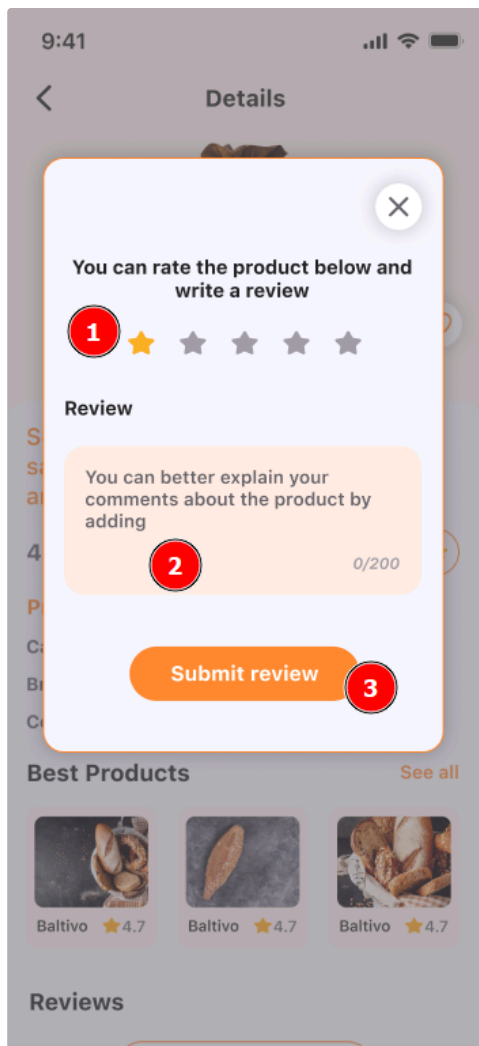 9:41
Details
You can rate the product below and
write a review
1
Review
You can better explain your
comments about the product by
adding
2
0/200
Submit review
3
4
Best Products
See all
Baltivo 4.7
Baltivo 4.7
Baltivo 4.7
Reviews